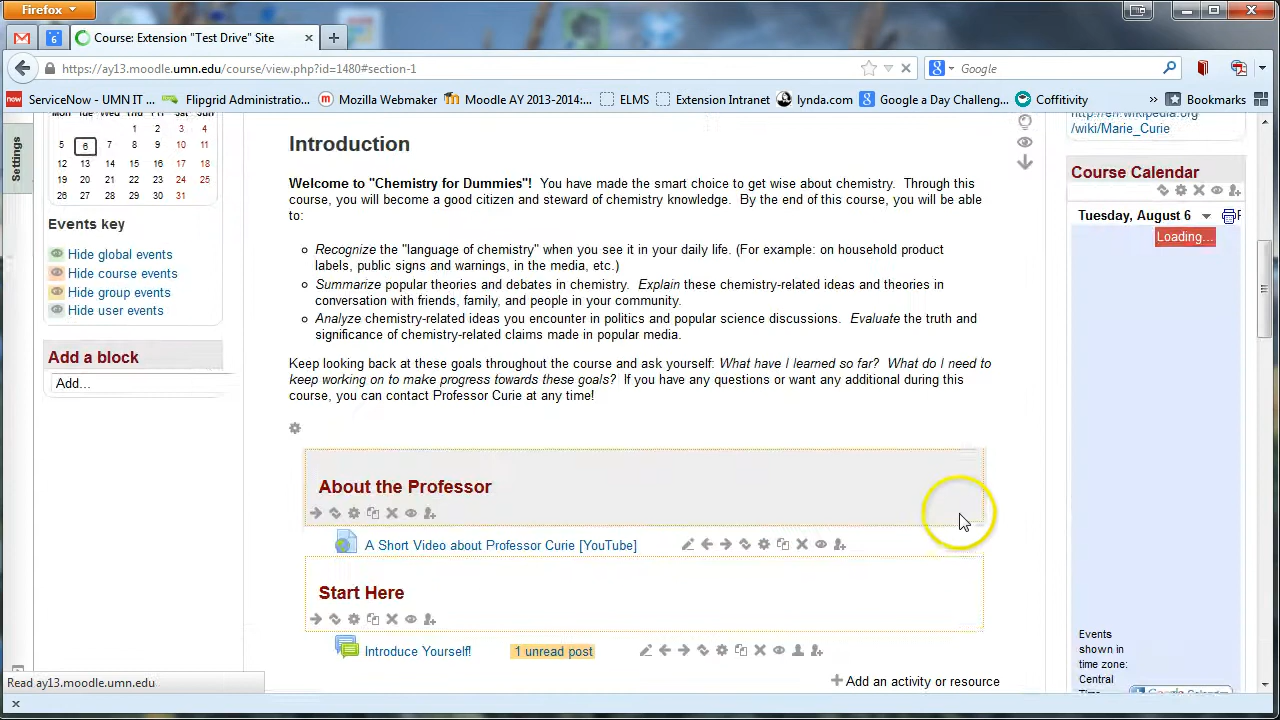 Firefox
Course: Extension "Test Drive" Site
https://ay13.moodle.umn.edu/course/view.php?id=1480#section-1
Google
ServiceNow - UMN IT ...
Flipgrid Administratio...
Mozilla Webmaker
Moodle AY 2013-2014:...
ELMS
Extension Intranet
lynda.com
Google a Day Challeng...
Coffitivity
»
Bookmarks
Settings
Mon Tue Wed Thu Fri Sat Sun
1 2 3 4
5 6 7 8 9 10 11
12 13 14 15 16 17 18
19 20 21 22 23 24 25
26 27 28 29 30 31
Events key
Hide global events
Hide course events
Hide group events
Hide user events
Add a block
Add...
Introduction
Welcome to "Chemistry for Dummies"! You have made the smart choice to get wise about chemistry. Through this
course, you will become a good citizen and steward of chemistry knowledge. By the end of this course, you will be able
to:
Recognize the "language of chemistry" when you see it in your daily life. (For example: on household product
labels, public signs and warnings, in the media, etc.)
Summarize popular theories and debates in chemistry. Explain these chemistry-related ideas and theories in
conversation with friends, family, and people in your community.
Analyze chemistry-related ideas you encounter in politics and popular science discussions. Evaluate the truth and
significance of chemistry-related claims made in popular media.
Keep looking back at these goals throughout the course and ask yourself: What have I learned so far? What do I need to
keep working on to make progress towards these goals? If you have any questions or want any additional during this
course, you can contact Professor Curie at any time!
About the Professor
A Short Video about Professor Curie [YouTube]
Start Here
Introduce Yourself!
1 unread post
Add an activity or resource
http://en.wikipedia.org
/wiki/Marie_Curie
Course Calendar
Tuesday, August 6
Loading...
Events
shown in
time zone:
Central
Time
Google Calendar
Read ay13.moodle.umn.edu